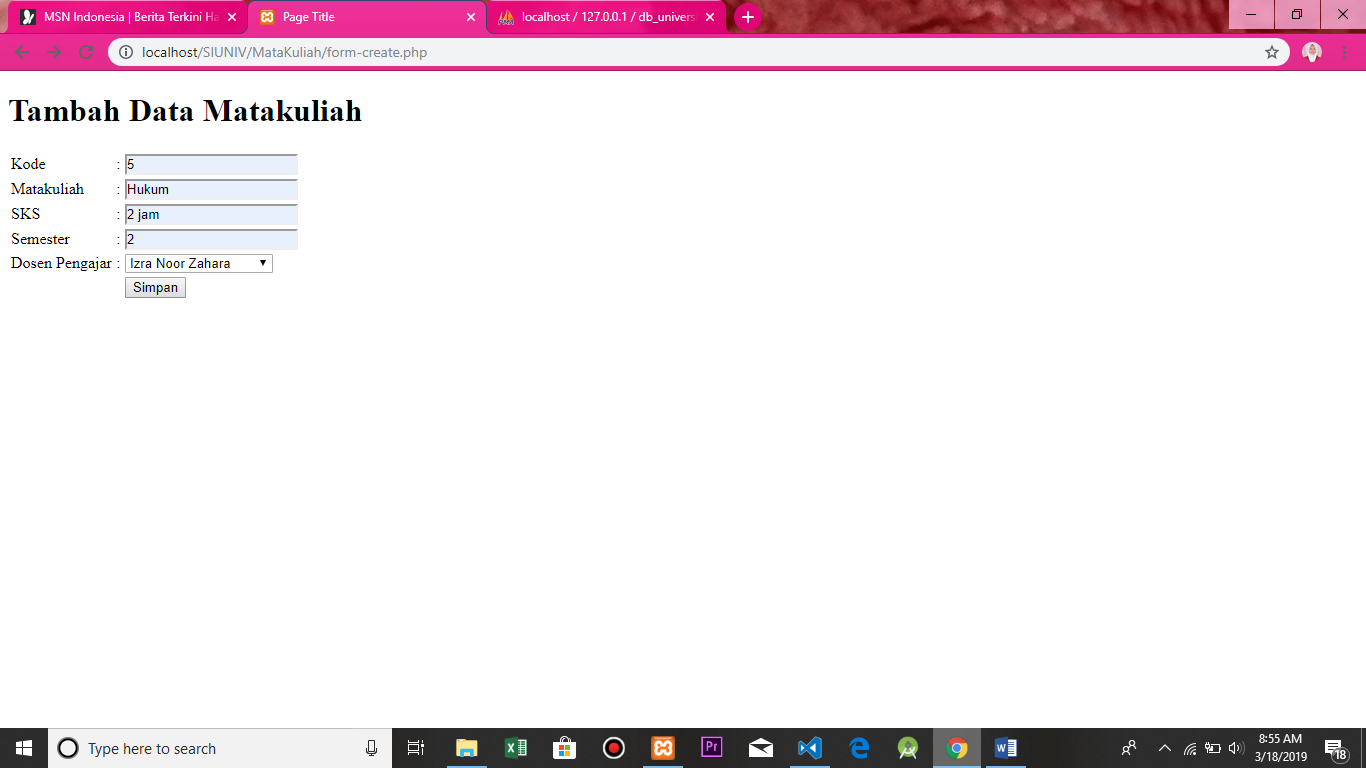 MSN Indonesia | Berita Terkini Ha
Page Title
localhost / 127.0.0.1 / db_univers
localhost/SIUNIV/MataKuliah/form-create.php
Tambah Data Matakuliah
Kode : 5
Matakuliah : Hukum
SKS : 2 jam
Semester : 2
Dosen Pengajar : Izra Noor Zahara
Simpan
Type here to search
Pr
8:55 AM
3/18/2019
18